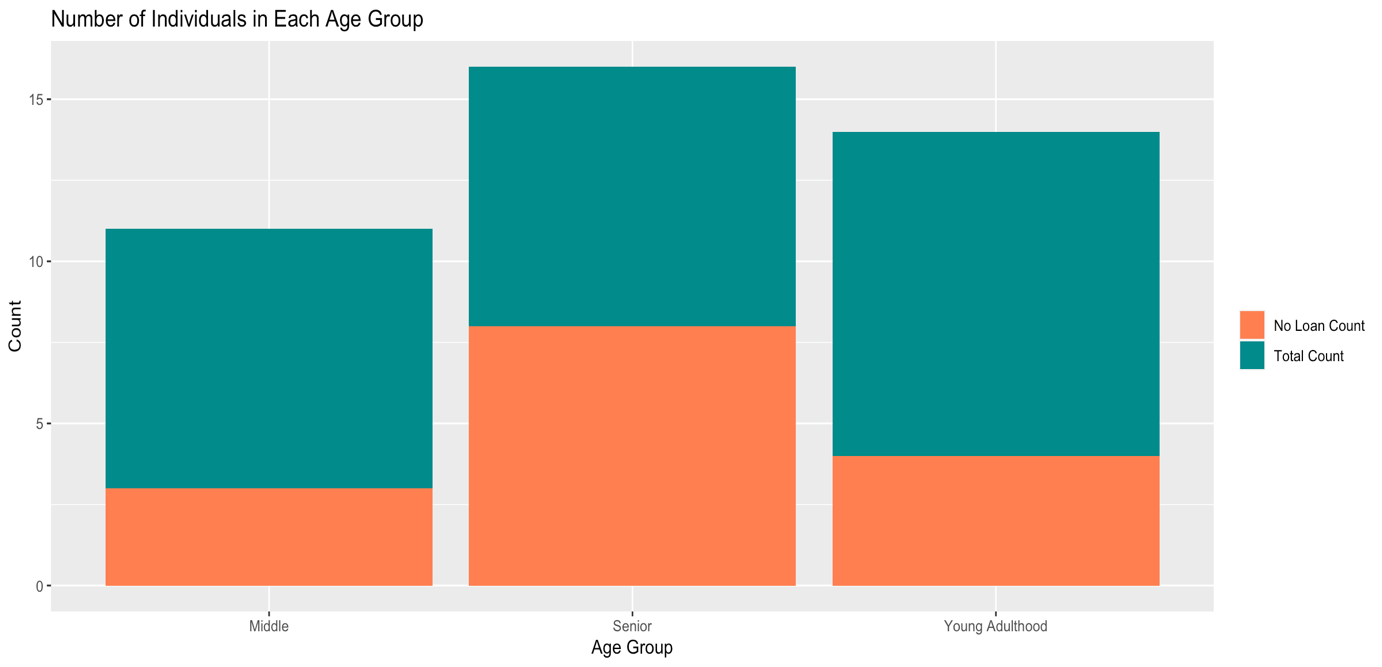 Number of Individuals in Each Age Group
15
10
5
0
Count
Middle
Senior
Young Adulthood
Age Group
No Loan Count
Total Count